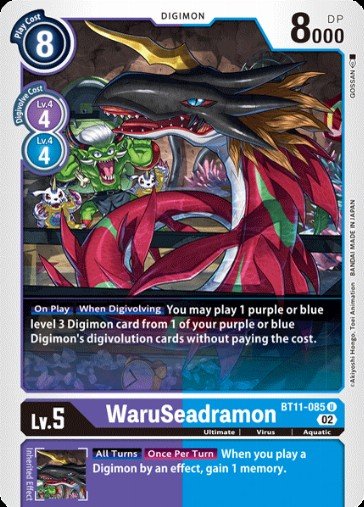 Play Cost
8
DIGIMON
DP
8000
Digivolve Cost
Lv.4
4
Lv.4
4
GOSSAN
©Akiyoshi Hongo, Toei Animation BANDAI MADE IN JAPAN
On Play When Digivolving You may play 1 purple or blue
level 3 Digimon card from 1 of your purple or blue
Digimon's digivolution cards without paying the cost.
Lv.5
WaruSeadramon
BT11-085 U
02
Ultimate Virus Aquatic
Inherited Effect
All Turns Once Per Turn When you play a
Digimon by an effect, gain 1 memory.